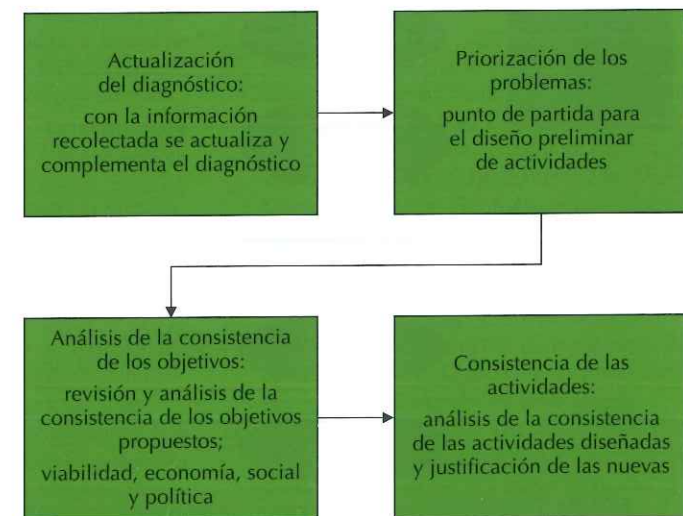 Actualización
del diagnóstico:
con la información
recolectada se actualiza y
complementa el diagnóstico
Priorización de los
problemas:
punto de partida para
el diseño preliminar
de actividades
Análisis de la consistencia
de los objetivos:
revisión y análisis de la
consistencia de los objetivos
propuestos;
viabilidad, economía, social
y política
Consistencia de las
actividades:
análisis de la consistencia
de las actividades diseñadas
y justificación de las nuevas